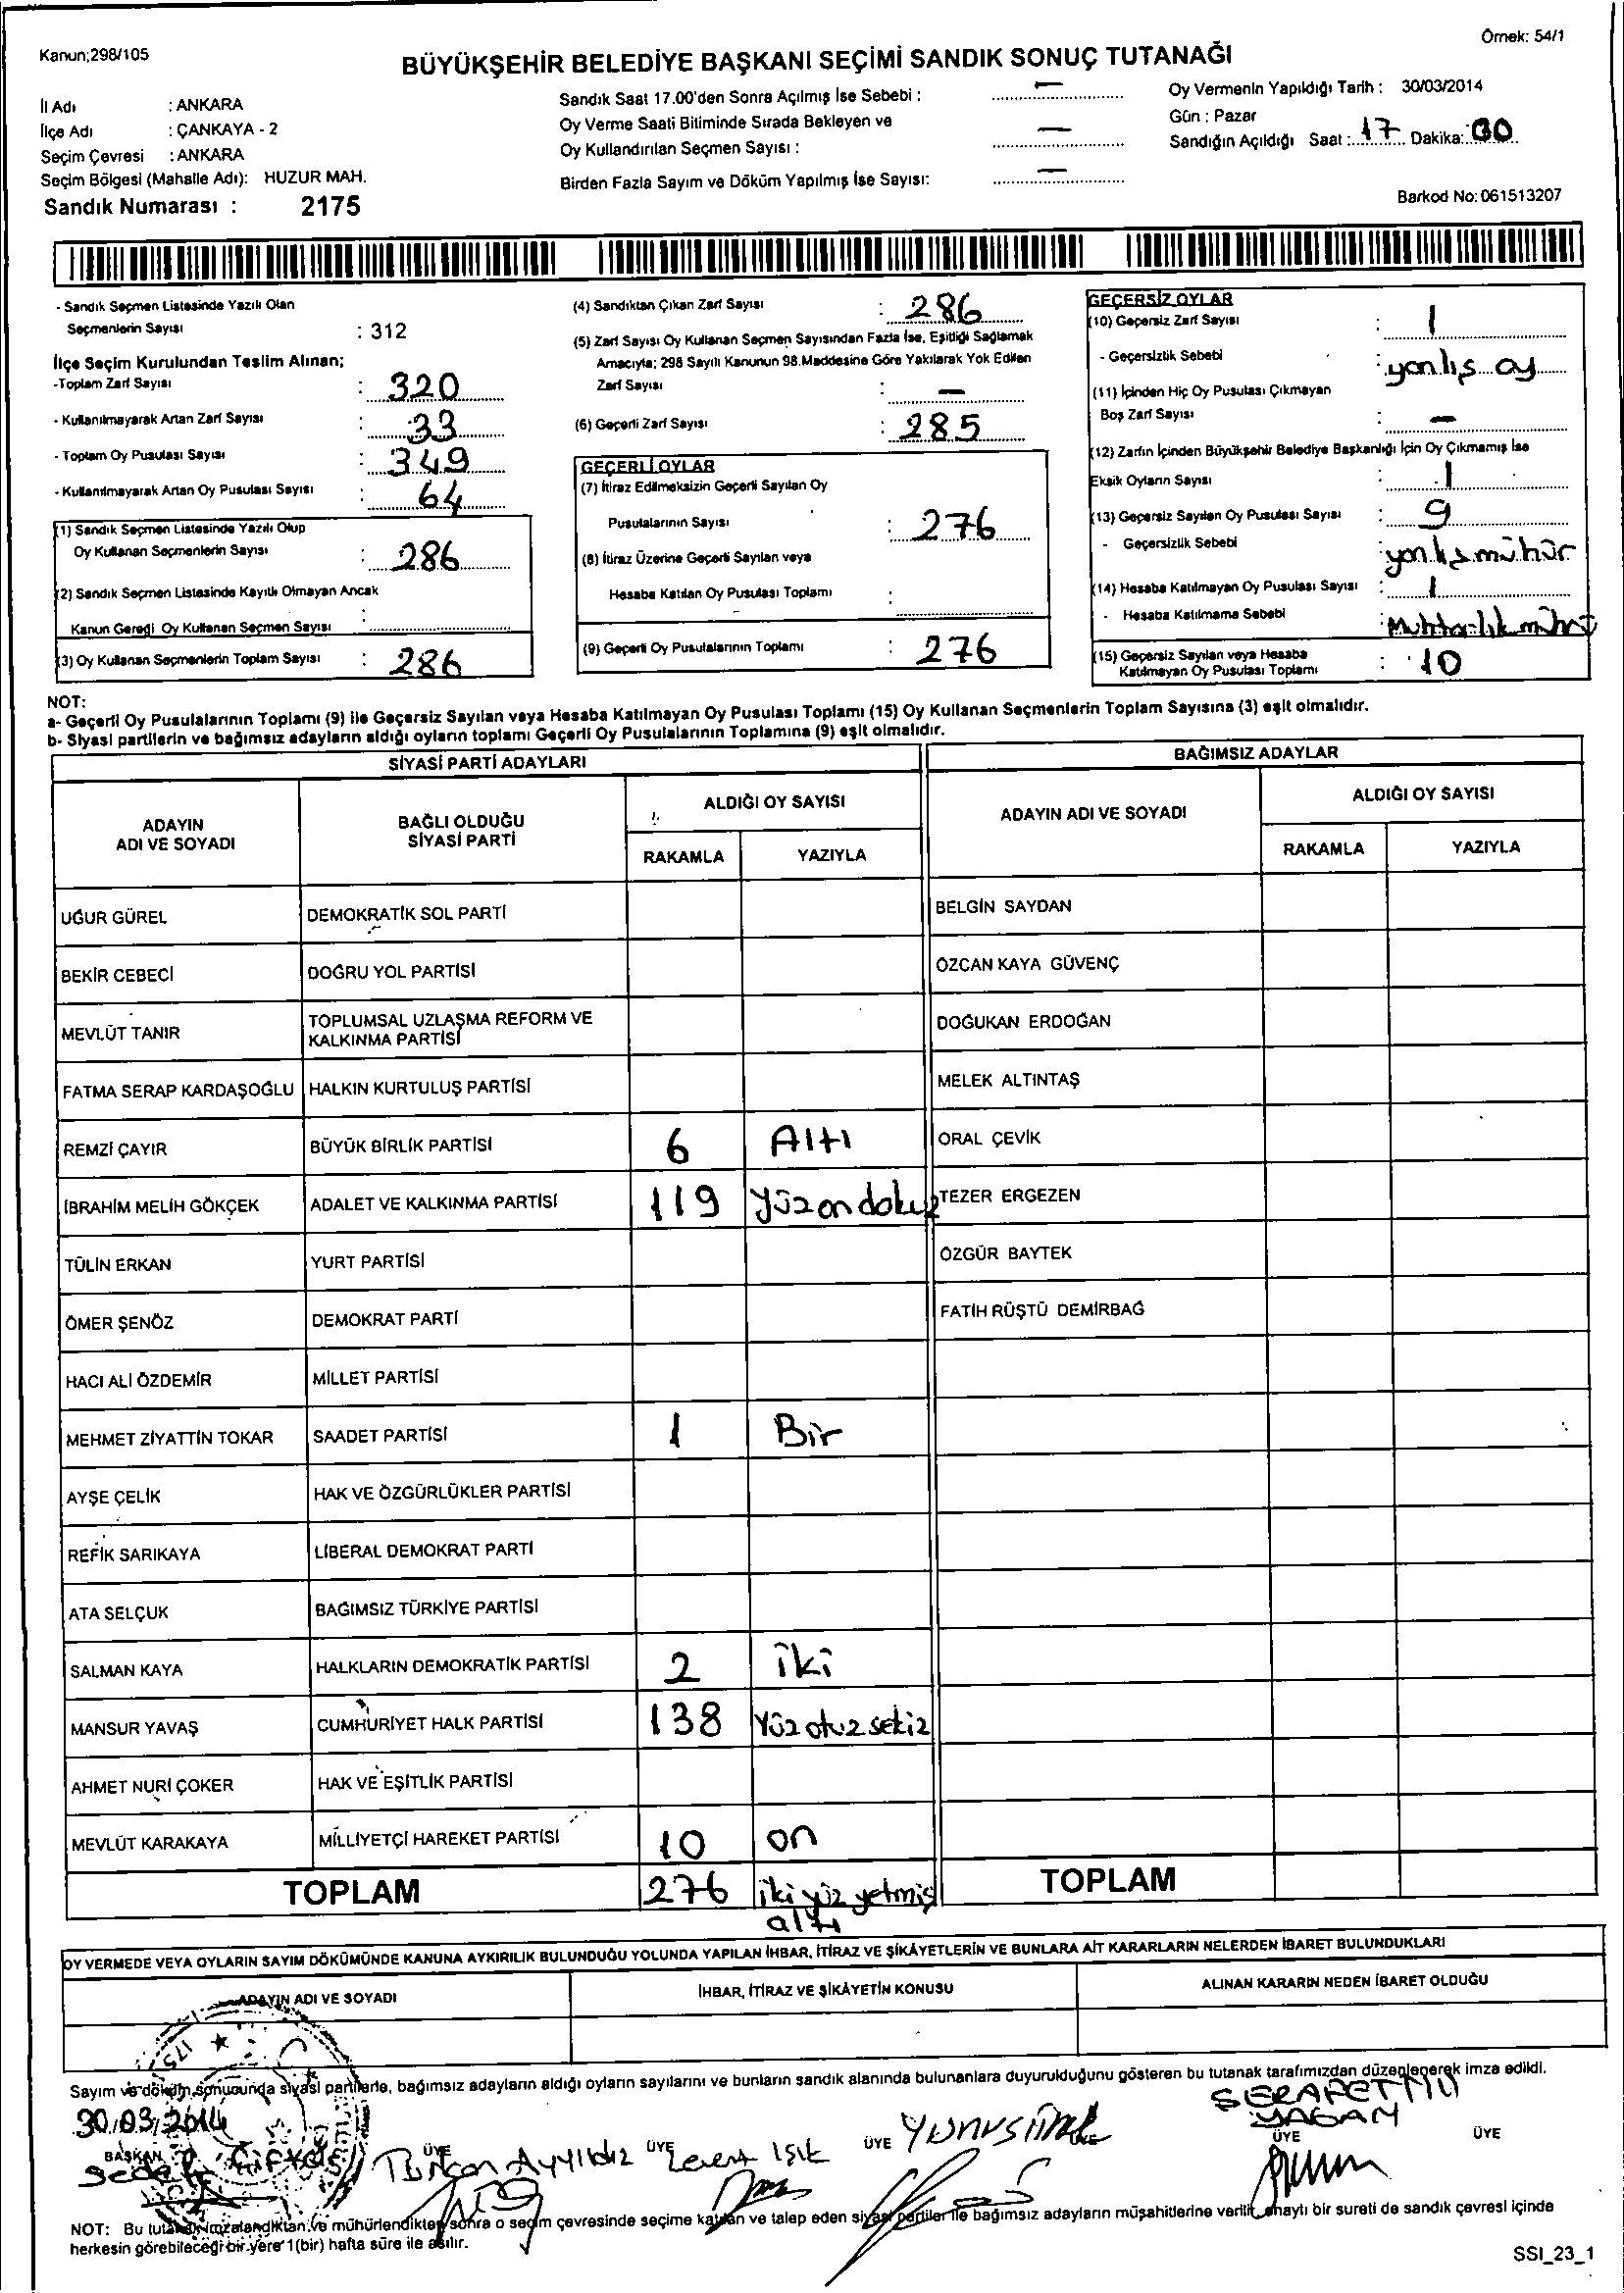 Kanun;298/105
Örnek: 54/1
BÜYÜKŞEHİR BELEDİYE BAŞKANI SEÇİMİ SANDIK SONUÇ TUTANAĞI
İl Adı : ANKARA
İlçe Adı : ÇANKAYA - 2
Seçim Çevresi : ANKARA
Seçim Bölgesi (Mahalle Adı): HUZUR MAH.
Sandık Numarası : 2175
Sandık Saat 17.00'den Sonra Açılmış İse Sebebi : —
Oy Verme Saati Bitiminde Sırada Bekleyen ve
Oy Kullandırılan Seçmen Sayısı : —
Birden Fazla Sayım ve Döküm Yapılmış İse Sayısı: —
Oy Vermenin Yapıldığı Tarih : 30/03/2014
Gün : Pazar
Sandığın Açıldığı Saat : 17 Dakika: 00
Barkod No: 061513207
- Sandık Seçmen Listesinde Yazılı Olan
Seçmenlerin Sayısı : 312
İlçe Seçim Kurulundan Teslim Alınan;
-Toplam Zarf Sayısı : 320
- Kullanılmayarak Artan Zarf Sayısı : 33
- Toplam Oy Pusulası Sayısı : 349
- Kullanılmayarak Artan Oy Pusulası Sayısı : 64
(1) Sandık Seçmen Listesinde Yazılı Olup
Oy Kullanan Seçmenlerin Sayısı : 286
(2) Sandık Seçmen Listesinde Kayıtlı Olmayan Ancak
Kanun Gereği Oy Kullanan Seçmen Sayısı :
(3) Oy Kullanan Seçmenlerin Toplam Sayısı : 286
(4) Sandıktan Çıkan Zarf Sayısı : 286
(5) Zarf Sayısı Oy Kullanan Seçmen Sayısından Fazla İse, Eşitliği Sağlamak
Amacıyla; 298 Sayılı Kanunun 98.Maddesine Göre Yakılarak Yok Edilen
Zarf Sayısı : —
(6) Geçerli Zarf Sayısı : 285
GEÇERLİ OYLAR
(7) İtiraz Edilmeksizin Geçerli Sayılan Oy
Pusulalarının Sayısı : 276
(8) İtiraz Üzerine Geçerli Sayılan veya
Hesaba Katılan Oy Pusulası Toplamı :
(9) Geçerli Oy Pusulalarının Toplamı : 276
GEÇERSİZ OYLAR
(10) Geçersiz Zarf Sayısı : 1
- Geçersizlik Sebebi : yanlış oy
(11) İçinden Hiç Oy Pusulası Çıkmayan
Boş Zarf Sayısı : —
(12) Zarfın İçinden Büyükşehir Belediye Başkanlığı İçin Oy Çıkmamış İse
Eksik Oyların Sayısı : 1
(13) Geçersiz Sayılan Oy Pusulası Sayısı : 9
- Geçersizlik Sebebi : yanlış mühür
(14) Hesaba Katılmayan Oy Pusulası Sayısı : 1
- Hesaba Katılmama Sebebi : Muhtarlık mührü
(15) Geçersiz Sayılan veya Hesaba
Katılmayan Oy Pusulası Toplamı : 10
NOT:
a- Geçerli Oy Pusulalarının Toplamı (9) ile Geçersiz Sayılan veya Hesaba Katılmayan Oy Pusulası Toplamı (15) Oy Kullanan Seçmenlerin Toplam Sayısına (3) eşit olmalıdır.
b- Siyasi partilerin ve bağımsız adayların aldığı oyların toplamı Geçerli Oy Pusulalarının Toplamına (9) eşit olmalıdır.
SİYASİ PARTİ ADAYLARI
BAĞIMSIZ ADAYLAR
ADAYIN ADI VE SOYADI
BAĞLI OLDUĞU SİYASİ PARTİ
ALDIĞI OY SAYISI
RAKAMLA YAZIYLA
ADAYIN ADI VE SOYADI
ALDIĞI OY SAYISI
RAKAMLA YAZIYLA
UĞUR GÜREL DEMOKRATİK SOL PARTİ BELGİN SAYDAN
BEKİR CEBECİ DOĞRU YOL PARTİSİ ÖZCAN KAYA GÜVENÇ
MEVLÜT TANIR TOPLUMSAL UZLAŞMA REFORM VE KALKINMA PARTİSİ DOĞUKAN ERDOĞAN
FATMA SERAP KARDAŞOĞLU HALKIN KURTULUŞ PARTİSİ MELEK ALTINTAŞ
REMZİ ÇAYIR BÜYÜK BİRLİK PARTİSİ 6 Altı ORAL ÇEVİK
İBRAHİM MELİH GÖKÇEK ADALET VE KALKINMA PARTİSİ 119 yüzondokuz TEZER ERGEZEN
TÜLİN ERKAN YURT PARTİSİ ÖZGÜR BAYTEK
ÖMER ŞENÖZ DEMOKRAT PARTİ FATİH RÜŞTÜ DEMİRBAĞ
HACI ALİ ÖZDEMİR MİLLET PARTİSİ
MEHMET ZİYATTİN TOKAR SAADET PARTİSİ 1 Bir
AYŞE ÇELİK HAK VE ÖZGÜRLÜKLER PARTİSİ
REFİK SARIKAYA LİBERAL DEMOKRAT PARTİ
ATA SELÇUK BAĞIMSIZ TÜRKİYE PARTİSİ
SALMAN KAYA HALKLARIN DEMOKRATİK PARTİSİ 2 iki
MANSUR YAVAŞ CUMHURİYET HALK PARTİSİ 138 Yüz otuz sekiz
AHMET NURİ ÇOKER HAK VE EŞİTLİK PARTİSİ
MEVLÜT KARAKAYA MİLLİYETÇİ HAREKET PARTİSİ 10 on
TOPLAM 276 iki yüz yetmiş altı TOPLAM
OY VERMEDE VEYA OYLARIN SAYIM DÖKÜMÜNDE KANUNA AYKIRILIK BULUNDUĞU YOLUNDA YAPILAN İHBAR, İTİRAZ VE ŞİKÂYETLERİN VE BUNLARA AİT KARARLARIN NELERDEN İBARET BULUNDUKLARI
ADAYIN ADI VE SOYADI
İHBAR, İTİRAZ VE ŞİKÂYETİN KONUSU
ALINAN KARARIN NEDEN İBARET OLDUĞU
Sayım ve döküm sonucunda siyasi partilerle, bağımsız adayların aldığı oyların sayılarını ve bunların sandık alanında bulunanlara duyurulduğunu gösteren bu tutanak tarafımızdan düzenlenerek imza edildi.
30/03/2014
BAŞKAN ÜYE ÜYE ÜYE ÜYE ÜYE
Ayyıldız Levent Işık Yunus SERAFETTİN YAŞAR
NOT: Bu tutanak imzalandıktan ve mühürlendikten sonra o seçim çevresinde seçime katılan ve talep eden siyasi partiler ile bağımsız adayların müşahitlerine verilir, onaylı bir sureti de sandık çevresi içinde
herkesin görebileceği bir yere 1(bir) hafta süre ile asılır.
SSI_23_1